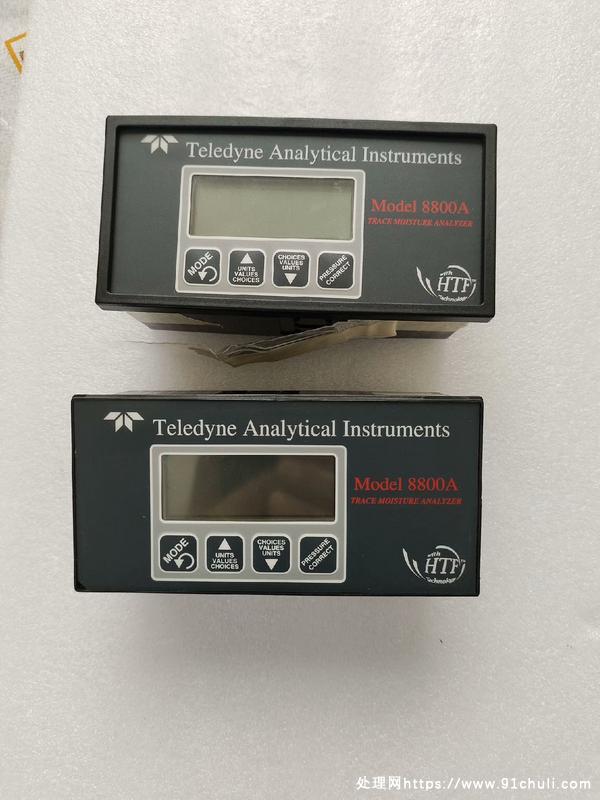 Teledyne Analytical Instruments
Model 8800A
TRACE MOISTURE ANALYZER
MODE
UNITS
VALUES
CHOICES
CHOICES
VALUES
UNITS
PRESSURE
CORRECT
with
HTF
Technology
Teledyne Analytical Instruments
Model 8800A
TRACE MOISTURE ANALYZER
MODE
UNITS
VALUES
CHOICES
CHOICES
VALUES
UNITS
PRESSURE
CORRECT
with
HTF
Technology
处理网https://www.91chuli.com/